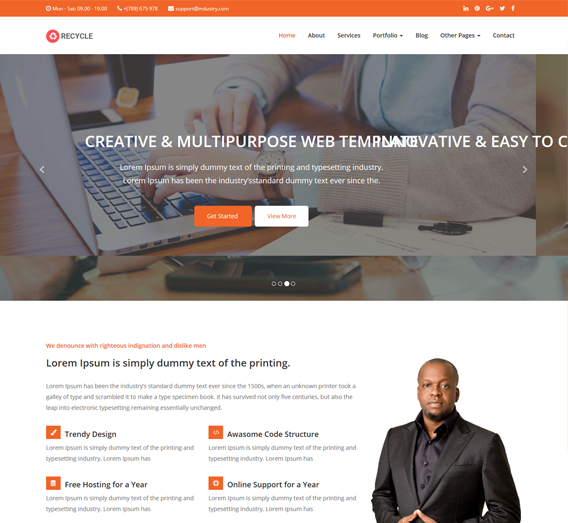 Mon - Sat: 09.00 - 19.00 +(789) 675 978 support@industry.com
RECYCLE
Home About Services Portfolio Blog Other Pages Contact
CREATIVE & MULTIPURPOSE WEB TEMPLATE
INNOVATIVE & EASY TO C
Lorem Ipsum is simply dummy text of the printing and typesetting industry.
Lorem Ipsum has been the industry'sstandard dummy text ever since the.
Get Started View More
We denounce with righteous indignation and dislike men
Lorem Ipsum is simply dummy text of the printing.
Lorem Ipsum has been the industry's standard dummy text ever since the 1500s, when an unknown printer took a
galley of type and scrambled it to make a type specimen book. It has survived not only five centuries, but also the
leap into electronic typesetting remaining essentially unchanged.
Trendy Design
Lorem Ipsum is simply dummy text of the printing and
typesetting industry. Lorem Ipsum has
Awasome Code Structure
Lorem Ipsum is simply dummy text of the printing and
typesetting industry. Lorem Ipsum has
Free Hosting for a Year
Lorem Ipsum is simply dummy text of the printing and
typesetting industry. Lorem Ipsum has
Online Support for a Year
Lorem Ipsum is simply dummy text of the printing and
typesetting industry. Lorem Ipsum has